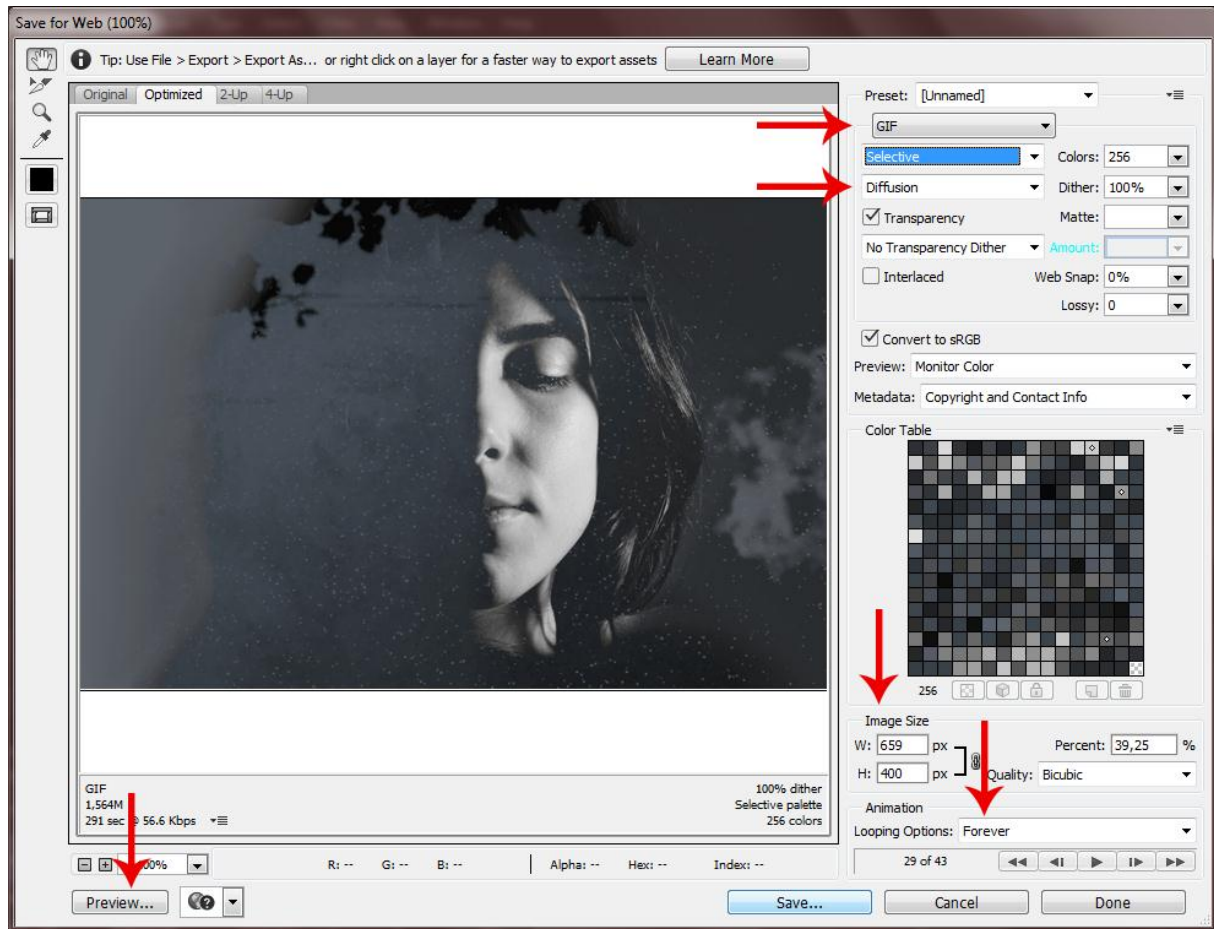 Save for Web (100%)
Tip: Use File > Export > Export As... or right click on a layer for a faster way to export assets
Learn More
Original Optimized 2-Up 4-Up
Preset: [Unnamed]
GIF
Selective Colors: 256
Diffusion Dither: 100%
Transparency Matte:
No Transparency Dither Amount:
Interlaced Web Snap: 0%
Lossy: 0
Convert to sRGB
Preview: Monitor Color
Metadata: Copyright and Contact Info
Color Table
256
Image Size
W: 659 px Percent: 39,25 %
H: 400 px Quality: Bicubic
Animation
Looping Options: Forever
29 of 43
GIF 100% dither
1,564M Selective palette
291 sec @ 56.6 Kbps 256 colors
R: -- G: -- B: -- Alpha: -- Hex: -- Index: --
Preview... Save... Cancel Done